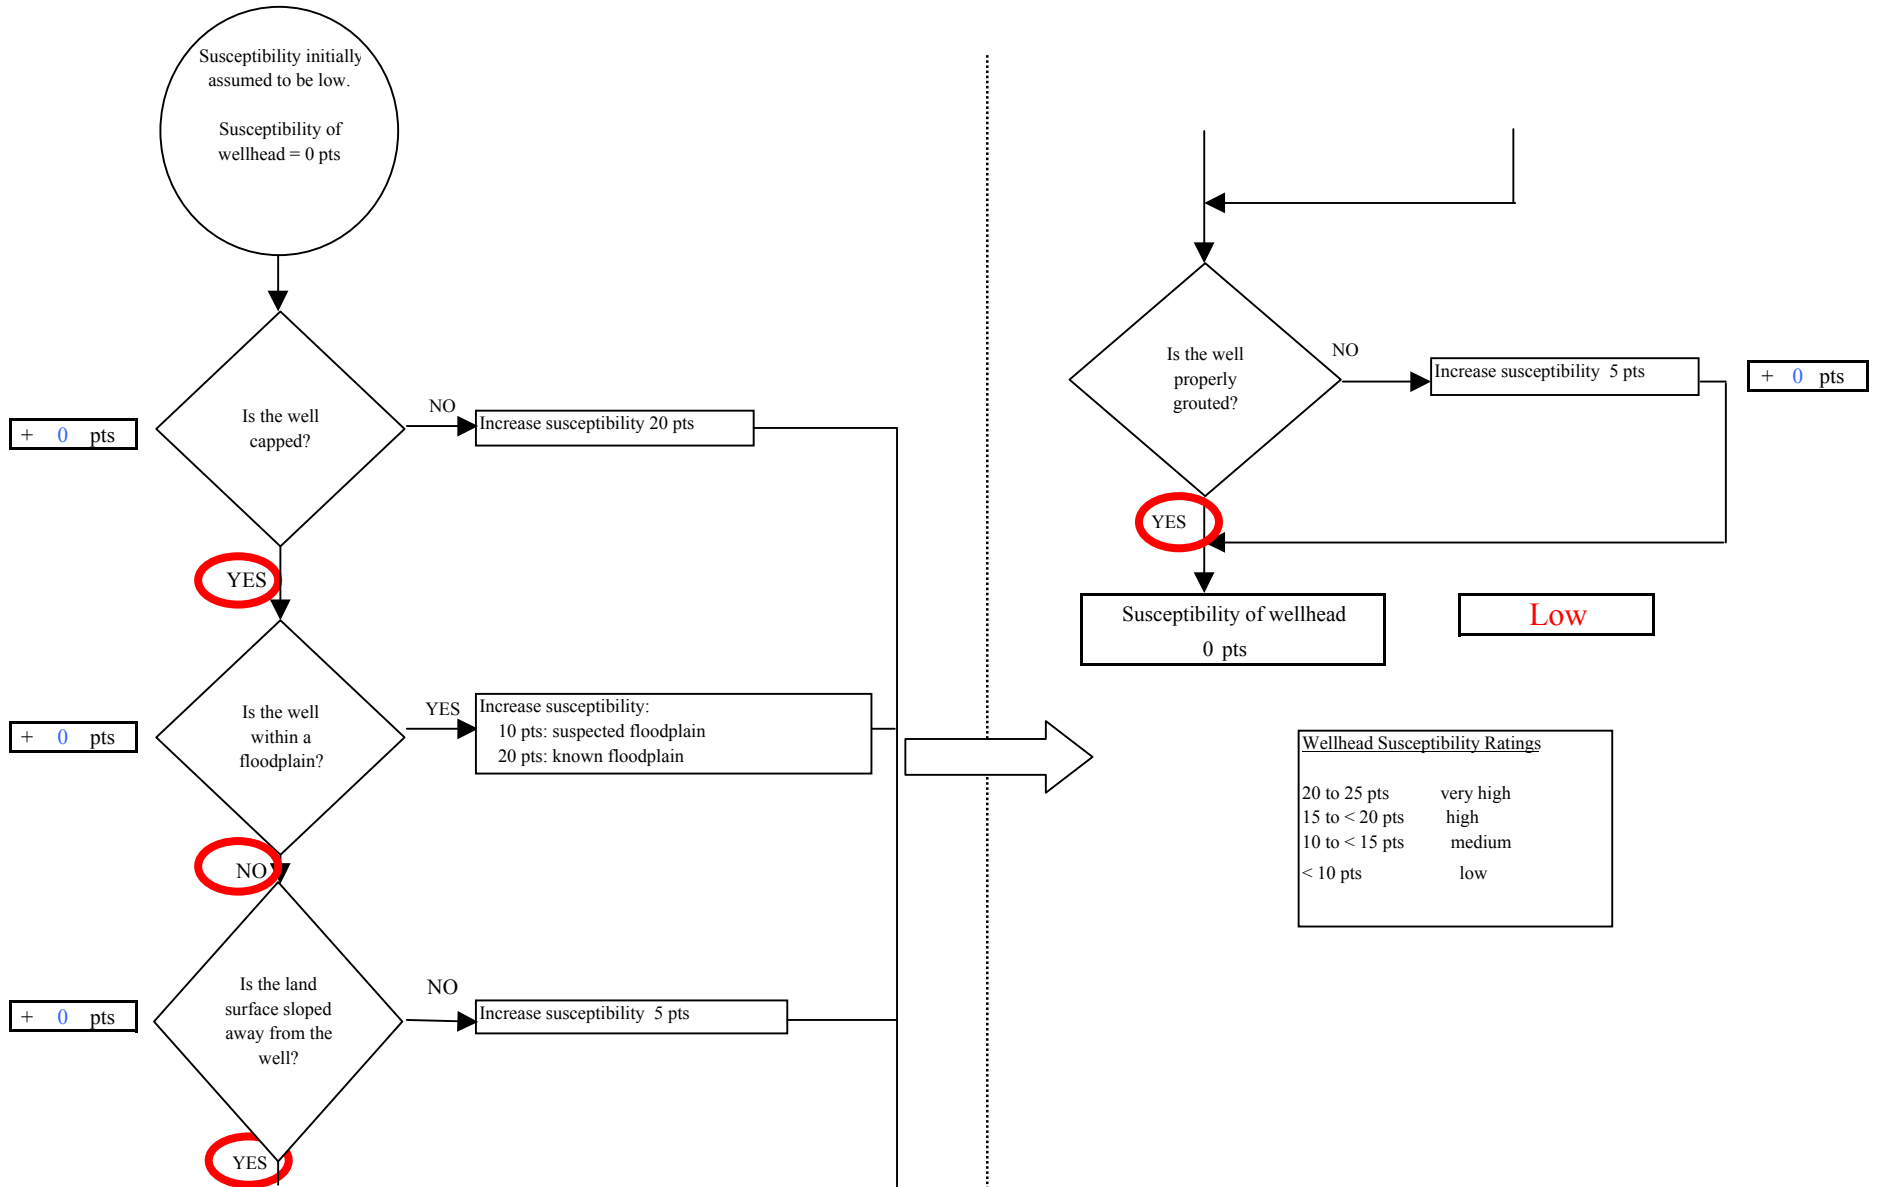 Susceptibility initially
assumed to be low.
Susceptibility of
wellhead = 0 pts
Is the well
capped?
NO
Increase susceptibility 20 pts
+ 0 pts
YES
Is the well
within a
floodplain?
YES
Increase susceptibility:
10 pts: suspected floodplain
20 pts: known floodplain
+ 0 pts
NO
Is the land
surface sloped
away from the
well?
NO
Increase susceptibility 5 pts
+ 0 pts
YES
Is the well
properly
grouted?
NO
Increase susceptibility 5 pts
+ 0 pts
YES
Susceptibility of wellhead
0 pts
Low
Wellhead Susceptibility Ratings
20 to 25 pts very high
15 to < 20 pts high
10 to < 15 pts medium
< 10 pts low